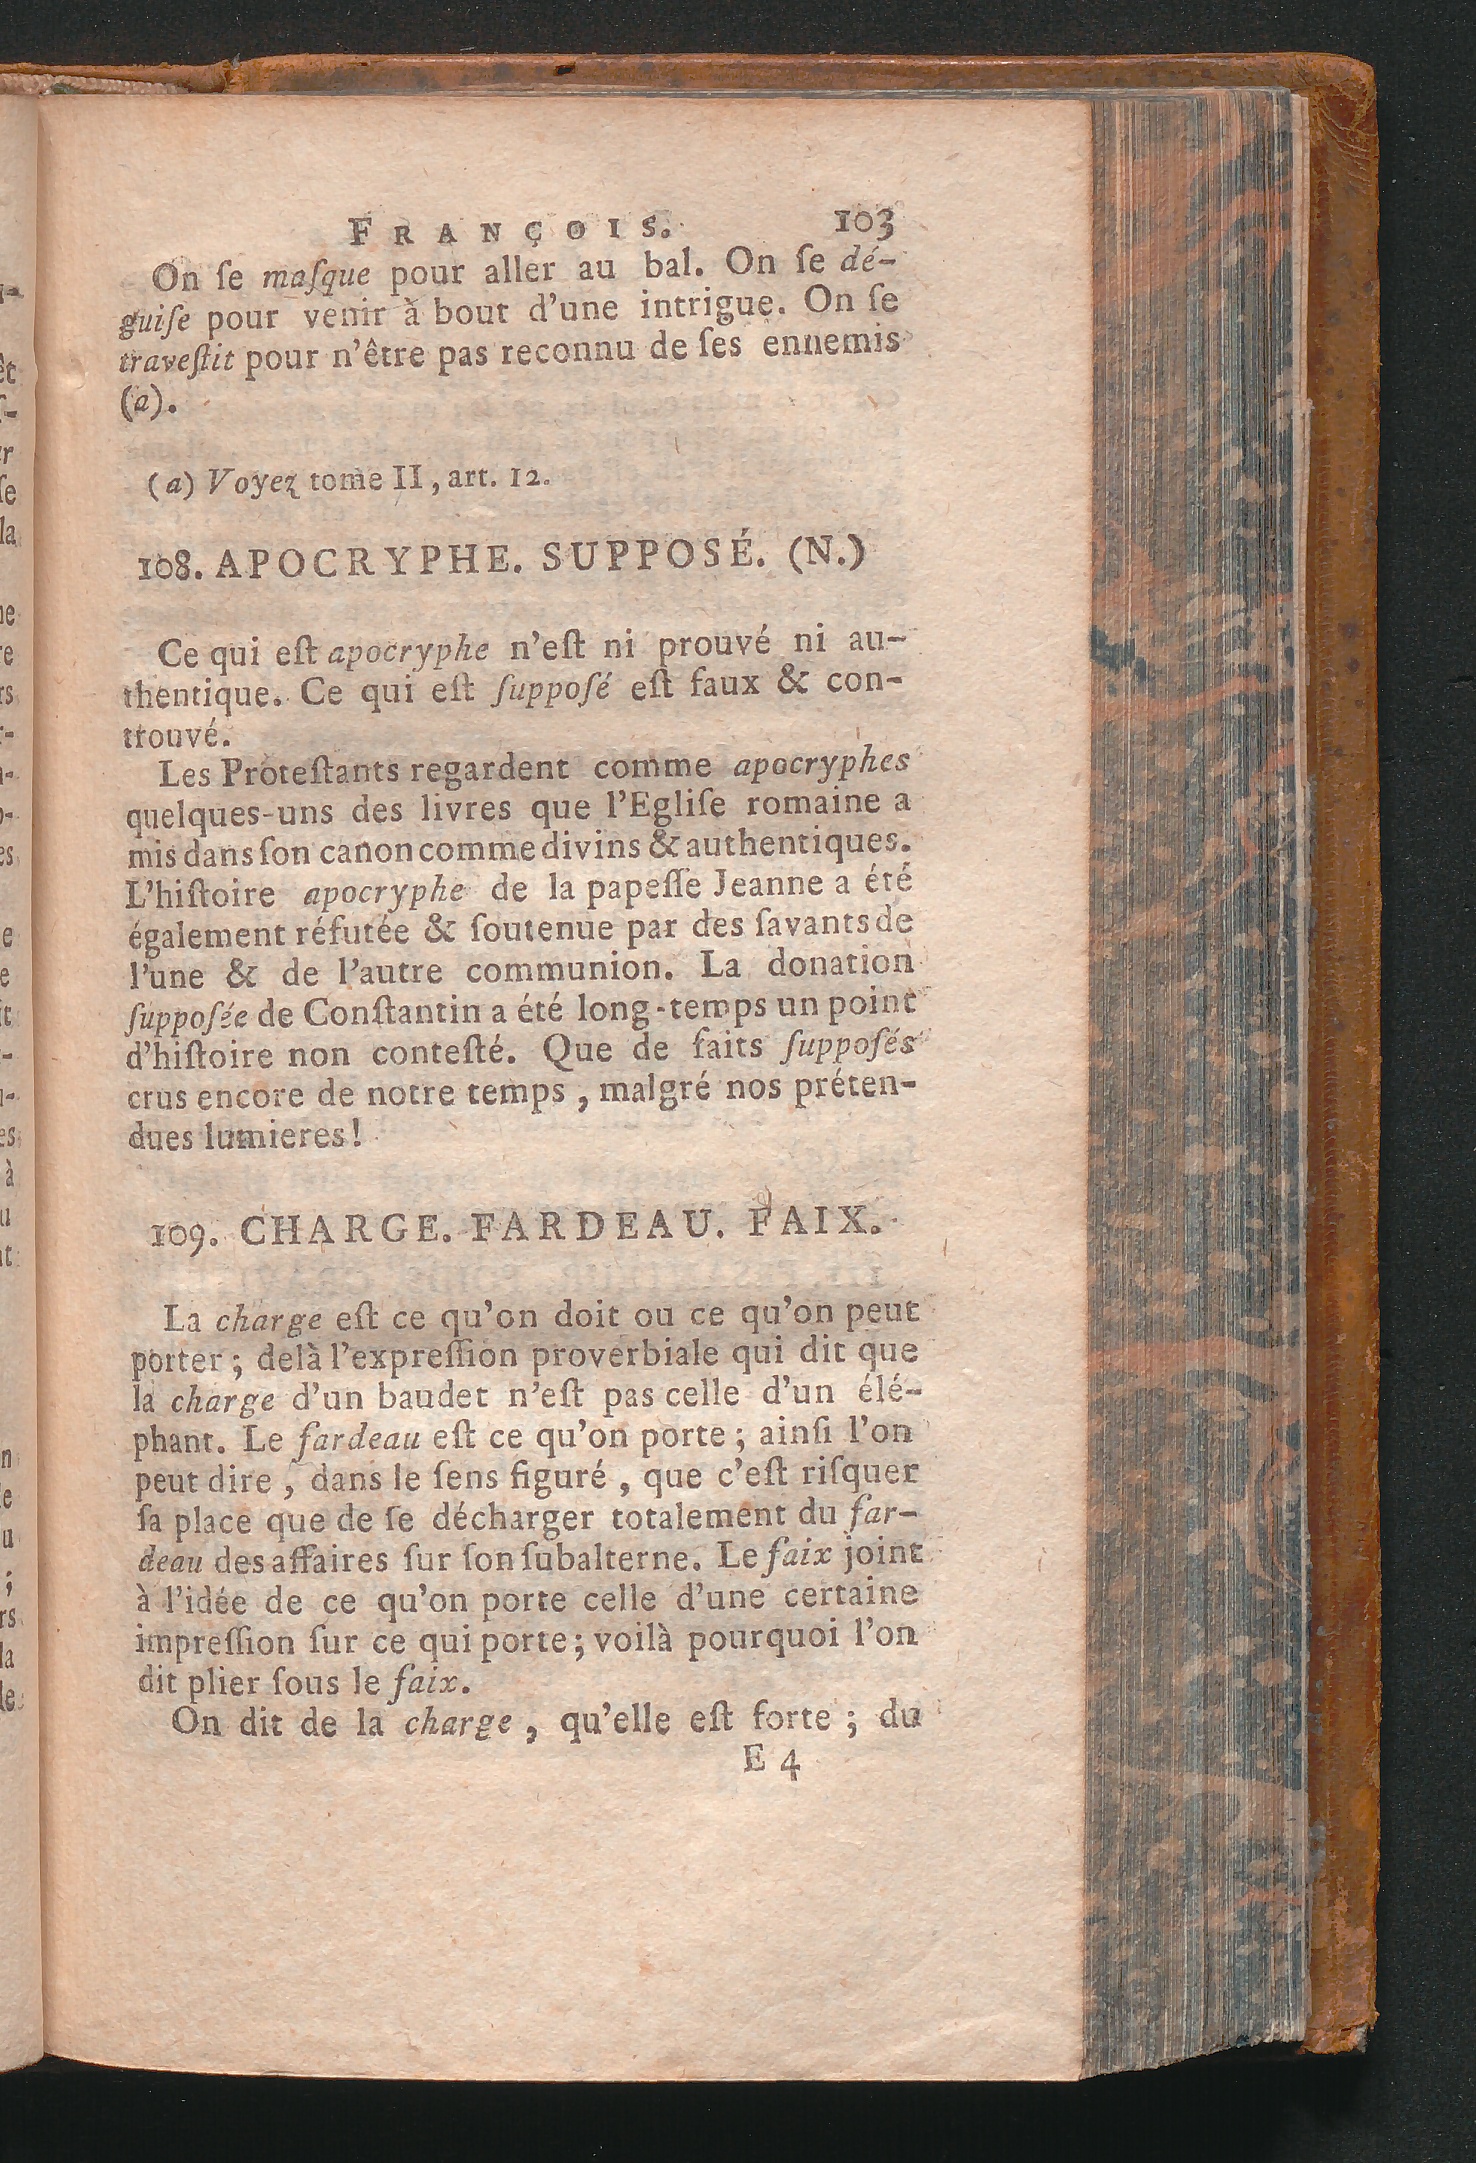 FRANÇOIS. 103
On ſe maſque pour aller au bal. On ſe dé-
guiſe pour venir à bout d'une intrigue. On ſe
traveſtit pour n'être pas reconnu de ſes ennemis
(a).
(a) Voyez tome II, art. 12.
108. APOCRYPHE. SUPPOSÉ. (N.)
Ce qui eſt apocryphe n'eſt ni prouvé ni au-
thentique. Ce qui eſt ſuppoſé eſt faux & con-
trouvé.
Les Proteſtants regardent comme apocryphes
quelques-uns des livres que l'Egliſe romaine a
mis dans ſon canon comme divins & authentiques.
L'hiſtoire apocryphe de la papeſſe Jeanne a été
également réfutée & ſoutenue par des ſavants de
l'une & de l'autre communion. La donation
ſuppoſée de Conſtantin a été long-temps un point
d'hiſtoire non conteſté. Que de faits ſuppoſés
crus encore de notre temps, malgré nos préten-
dues lumieres!
109. CHARGE. FARDEAU. FAIX.
La charge eſt ce qu'on doit ou ce qu'on peut
porter; delà l'expreſſion proverbiale qui dit que
la charge d'un baudet n'eſt pas celle d'un élé-
phant. Le fardeau eſt ce qu'on porte; ainſi l'on
peut dire, dans le ſens figuré, que c'eſt riſquer
ſa place que de ſe décharger totalement du far-
deau des affaires ſur ſon ſubalterne. Le faix joint
à l'idée de ce qu'on porte celle d'une certaine
impreſſion ſur ce qui porte; voilà pourquoi l'on
dit plier ſous le faix.
On dit de la charge, qu'elle eſt forte; du
E 4